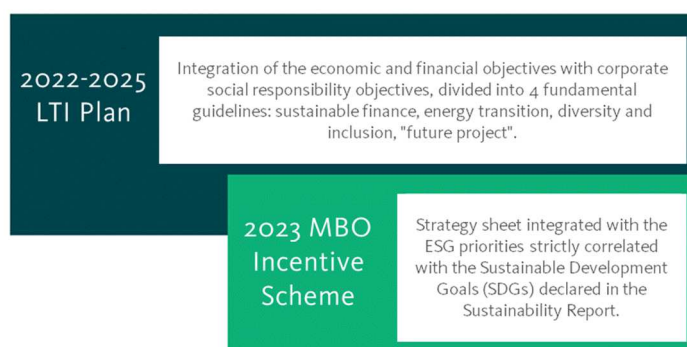 2022-2025
LTI Plan
Integration of the economic and financial objectives with corporate
social responsibility objectives, divided into 4 fundamental
guidelines: sustainable finance, energy transition, diversity and
inclusion, "future project".
2023 MBO
Incentive
Scheme
Strategy sheet integrated with the
ESG priorities strictly correlated
with the Sustainable Development
Goals (SDGs) declared in the
Sustainability Report.